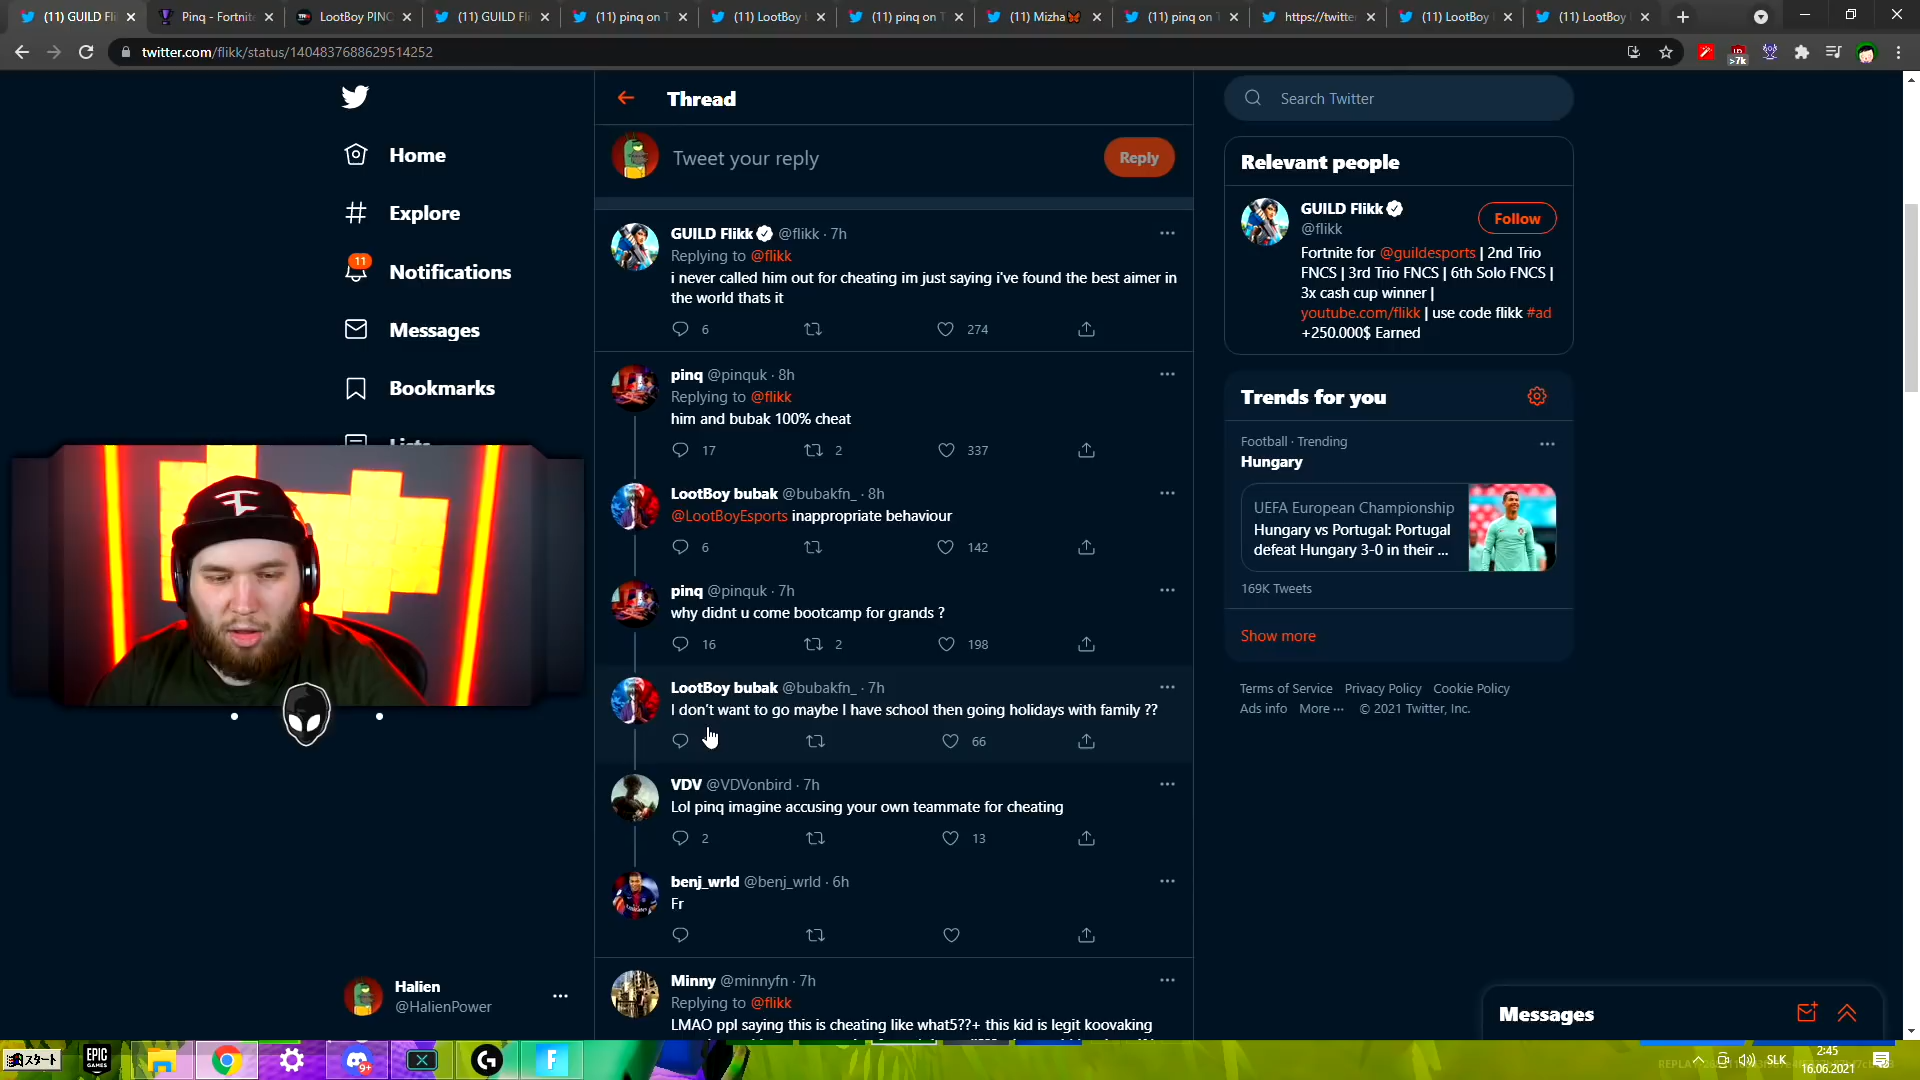 (11) GUILD Fli
Pinq - Fortnite
LootBoy PINC
(11) GUILD Fl
(11) pinq on T
(11) LootBoy
(11) pinq on T
(11) Mizha
(11) pinq on T
https://twitte
(11) LootBoy
(11) LootBoy
twitter.com/flikk/status/1404837688629514252
>7k
Home
Explore
11
Notifications
Messages
Bookmarks
Lists
Halien
@HalienPower
Thread
Tweet your reply
Reply
GUILD Flikk @flikk · 7h
Replying to @flikk
i never called him out for cheating im just saying i've found the best aimer in
the world thats it
6 274
pinq @pinquk · 8h
Replying to @flikk
him and bubak 100% cheat
17 2 337
LootBoy bubak @bubakfn_ · 8h
@LootBoyEsports inappropriate behaviour
6 142
pinq @pinquk · 7h
why didnt u come bootcamp for grands ?
16 2 198
LootBoy bubak @bubakfn_ · 7h
I don't want to go maybe I have school then going holidays with family ??
66
VDV @VDVonbird · 7h
Lol pinq imagine accusing your own teammate for cheating
2 13
benj_wrld @benj_wrld · 6h
Fr
Minny @minnyfn · 7h
Replying to @flikk
LMAO ppl saying this is cheating like what5??+ this kid is legit koovaking
Search Twitter
Relevant people
GUILD Flikk
@flikk
Follow
Fortnite for @guildesports | 2nd Trio
FNCS | 3rd Trio FNCS | 6th Solo FNCS |
3x cash cup winner |
youtube.com/flikk | use code flikk #ad
+250.000$ Earned
Trends for you
Football · Trending
Hungary
UEFA European Championship
Hungary vs Portugal: Portugal
defeat Hungary 3-0 in their ...
169K Tweets
Show more
Terms of Service Privacy Policy Cookie Policy
Ads info More ··· © 2021 Twitter, Inc.
Messages
スタート
EPIC
GAMES
9+
SLK
2:45
16.06.2021